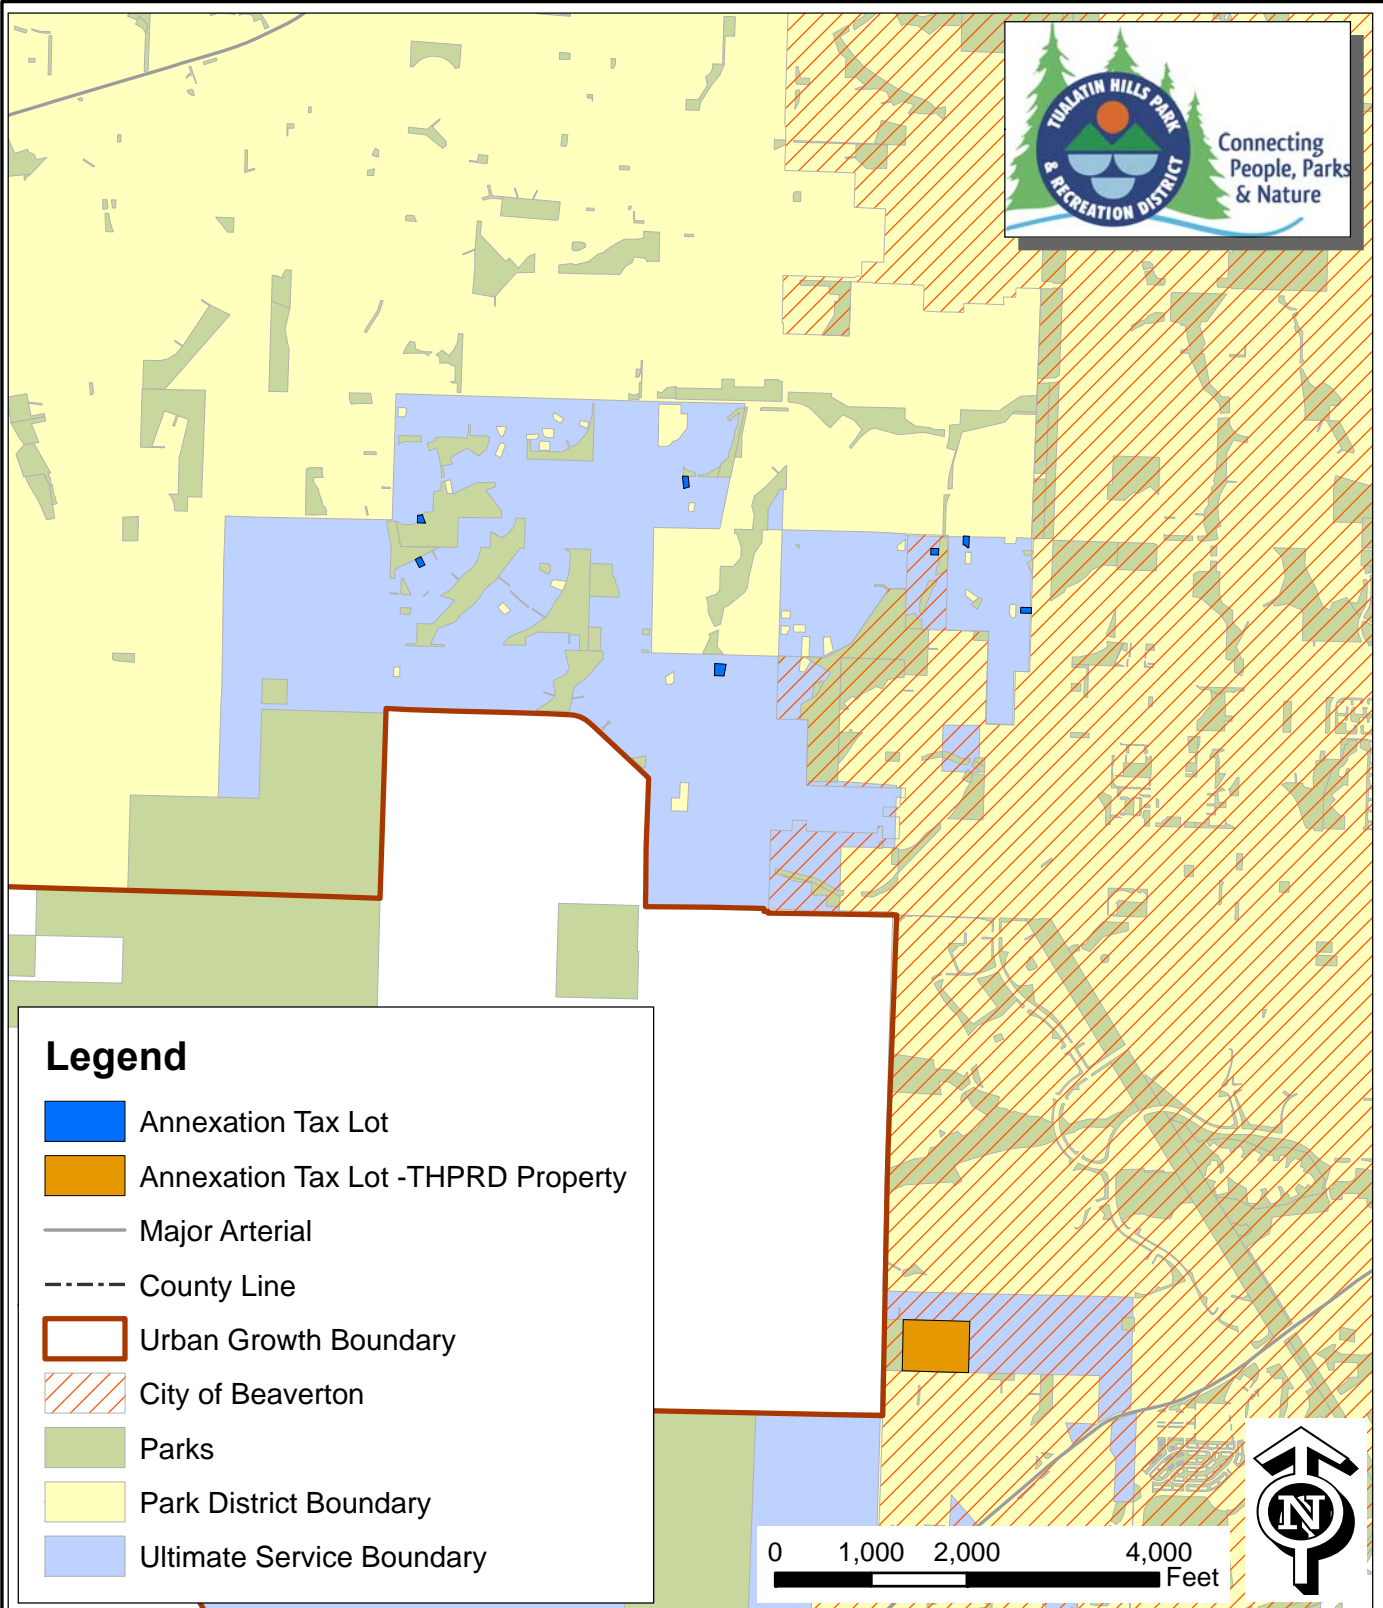 TUALATIN HILLS PARK
& RECREATION DISTRICT
Connecting
People, Parks
& Nature
Legend
Annexation Tax Lot
Annexation Tax Lot -THPRD Property
Major Arterial
County Line
Urban Growth Boundary
City of Beaverton
Parks
Park District Boundary
Ultimate Service Boundary
0 1,000 2,000 4,000
Feet
N